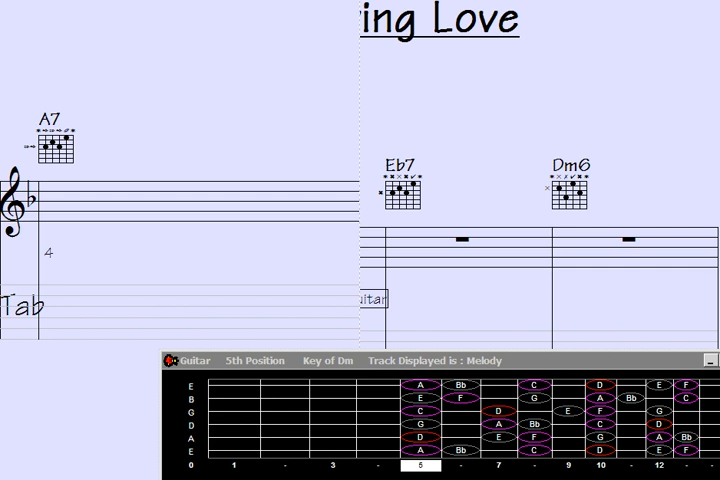 ing Love
A7
Eb7 Dm6
4
Tab
uitar
Guitar 5th Position Key of Dm Track Displayed is : Melody
E A Bb C D E F
B E F G A Bb C
G C D E F G
D G A Bb C D
A D E F G A Bb
E A Bb C D E F
0 1 - 3 - 5 - 7 - 9 10 - 12 - -